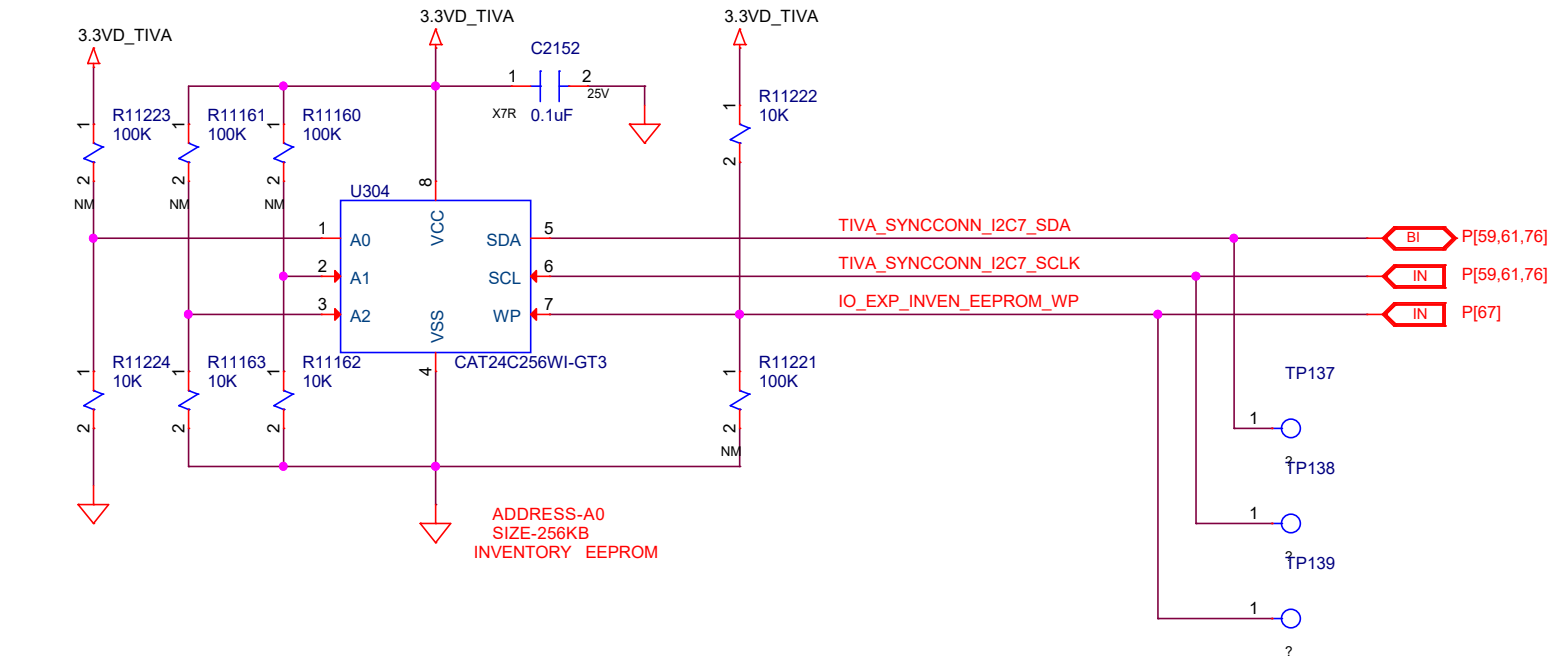 3.3VD_TIVA
3.3VD_TIVA
3.3VD_TIVA
C2152
1
2
25V
X7R
0.1uF
R11223
100K
1
2
NM
R11161
100K
1
2
NM
R11160
100K
1
2
NM
R11222
10K
1
2
U304
8
VCC
1
A0
2
A1
3
A2
SDA
5
SCL
6
WP
7
VSS
4
CAT24C256WI-GT3
TIVA_SYNCCONN_I2C7_SDA
TIVA_SYNCCONN_I2C7_SCLK
IO_EXP_INVEN_EEPROM_WP
BI
P[59,61,76]
IN
P[59,61,76]
IN
P[67]
R11224
10K
1
2
R11163
10K
1
2
R11162
10K
1
2
R11221
100K
1
2
NM
ADDRESS-A0
SIZE-256KB
INVENTORY EEPROM
TP137
1
?
TP138
1
?
TP139
1
?